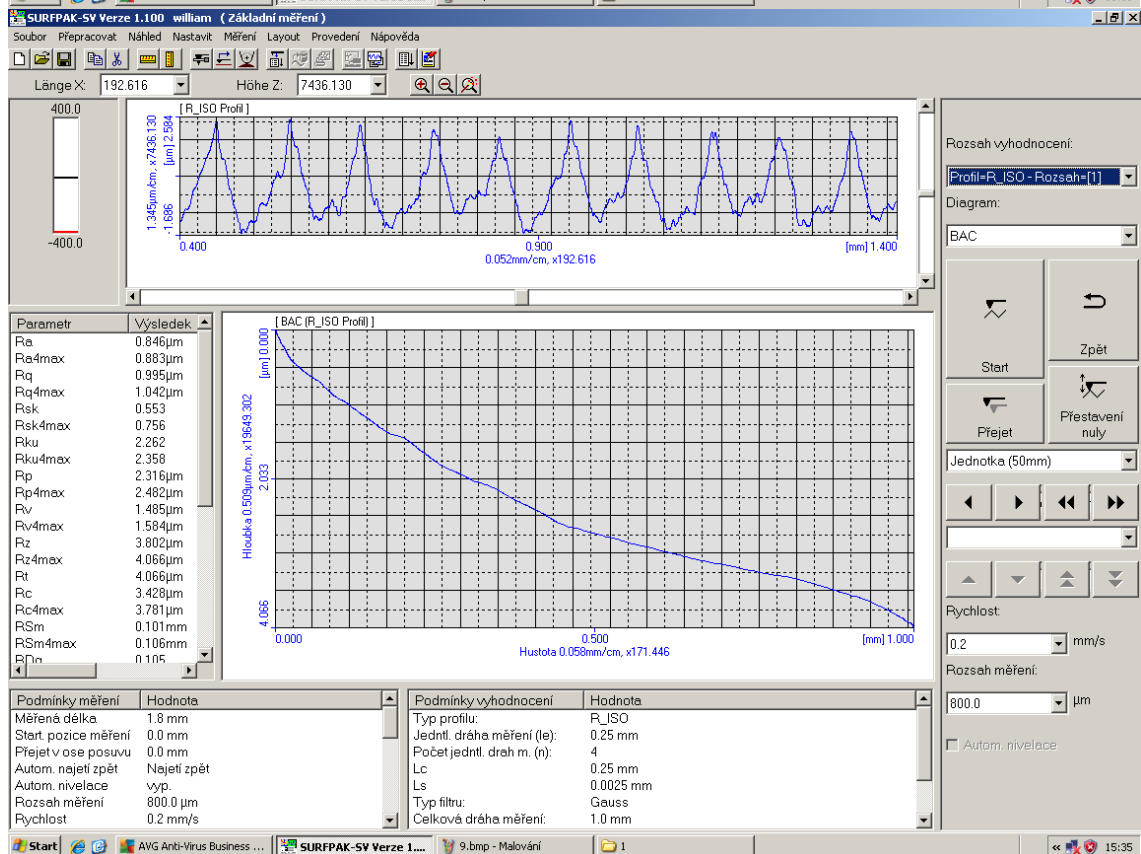 SURFPAK-SV Verze 1.100   william   ( Základní měření )
Soubor Přepracovat Náhled Nastavit Měření Layout Provedení Nápověda
Länge X: 192.616 Höhe Z: 7436.130
400.0
-400.0
[ R_ISO Profil ]
1.345µm/cm, x7436.130
-1.686 [µm] 2.584
0.400 0.900 [mm] 1.400
0.052mm/cm, x192.616
Rozsah vyhodnocení:
Profil=R_ISO - Rozsah=[1]
Diagram:
BAC
Start
Zpět
Přejet
Přestavení
nuly
Jednotka (50mm)
Rychlost:
0.2 mm/s
Rozsah měření:
800.0 µm
Autom. nivelace
Parametr Výsledek
Ra 0.846µm
Ra4max 0.883µm
Rq 0.995µm
Rq4max 1.042µm
Rsk 0.553
Rsk4max 0.756
Rku 2.262
Rku4max 2.358
Rp 2.316µm
Rp4max 2.482µm
Rv 1.485µm
Rv4max 1.584µm
Rz 3.802µm
Rz4max 4.066µm
Rt 4.066µm
Rc 3.428µm
Rc4max 3.781µm
RSm 0.101mm
RSm4max 0.106mm
RDq 0.105
[ BAC (R_ISO Profil) ]
Hloubka 0.509µm/cm, x19649.302
4.066 2.033 [µm] 0.000
0.000 0.500 [mm] 1.000
Hustota 0.058mm/cm, x171.446
Podmínky měření Hodnota
Měřená délka 1.8 mm
Start. pozice měření 0.0 mm
Přejet v ose posuvu 0.0 mm
Autom. najetí zpět Najetí zpět
Autom. nivelace vyp.
Rozsah měření 800.0 µm
Rychlost 0.2 mm/s
Podmínky vyhodnocení Hodnota
Typ profilu: R_ISO
Jedntl. dráha měření (le): 0.25 mm
Počet jedntl. drah m. (n): 4
Lc 0.25 mm
Ls 0.0025 mm
Typ filtru: Gauss
Celková dráha měření: 1.0 mm
Start AVG Anti-Virus Business ... SURFPAK-SV Verze 1.... 9.bmp - Malování 1 15:35